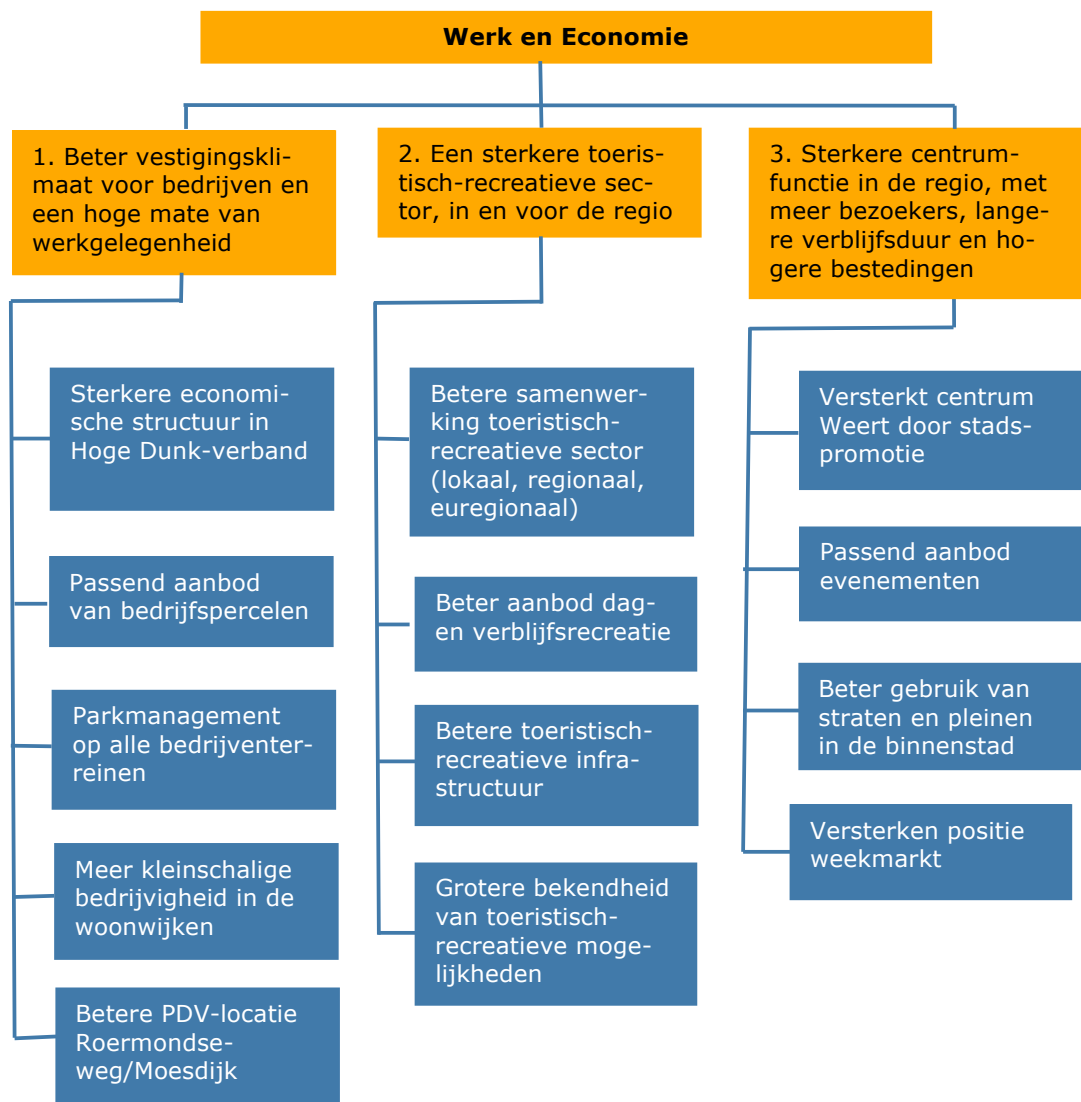 Werk en Economie
1. Beter vestigingskli-
maat voor bedrijven en
een hoge mate van
werkgelegenheid
Sterkere economi-
sche structuur in
Hoge Dunk-verband
Passend aanbod
van bedrijfspercelen
Parkmanagement
op alle bedrijventer-
reinen
Meer kleinschalige
bedrijvigheid in de
woonwijken
Betere PDV-locatie
Roermondse-
weg/Moesdijk
2. Een sterkere toeris-
tisch-recreatieve sec-
tor, in en voor de regio
Betere samenwer-
king toeristisch-
recreatieve sector
(lokaal, regionaal,
euregionaal)
Beter aanbod dag-
en verblijfsrecreatie
Betere toeristisch-
recreatieve infra-
structuur
Grotere bekendheid
van toeristisch-
recreatieve moge-
lijkheden
3. Sterkere centrum-
functie in de regio, met
meer bezoekers, lange-
re verblijfsduur en ho-
gere bestedingen
Versterkt centrum
Weert door stads-
promotie
Passend aanbod
evenementen
Beter gebruik van
straten en pleinen
in de binnenstad
Versterken positie
weekmarkt